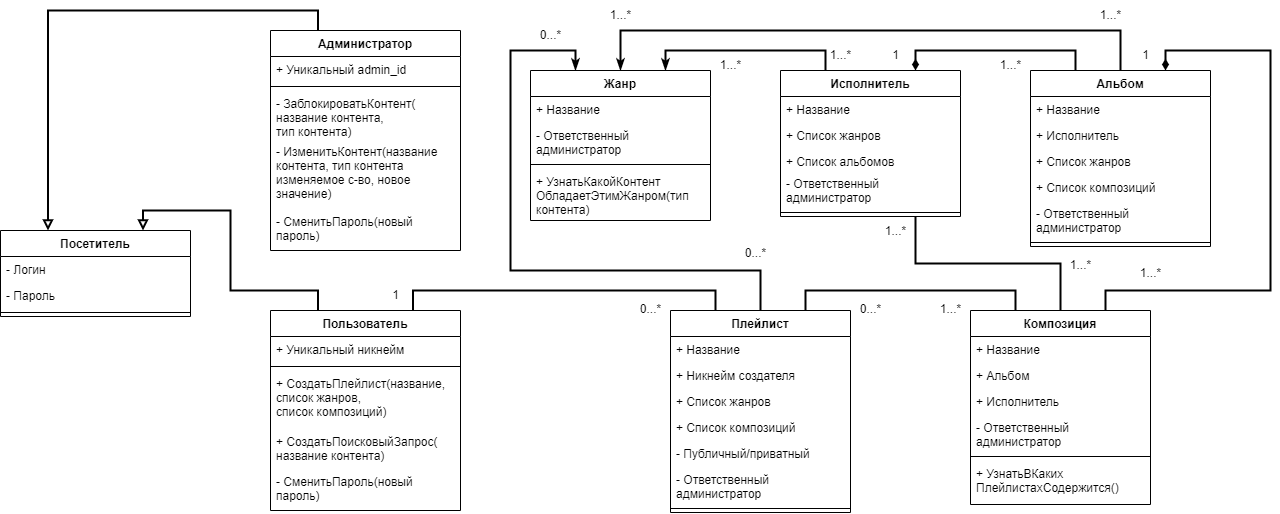 Администратор
+ Уникальный admin_id
- ЗаблокироватьКонтент(
название контента,
тип контента)
- ИзменитьКонтент(название
контента, тип контента
изменяемое с-во, новое
значение)
- СменитьПароль(новый
пароль)
Посетитель
- Логин
- Пароль
Пользователь
+ Уникальный никнейм
+ СоздатьПлейлист(название,
список жанров,
список композиций)
+ СоздатьПоисковыйЗапрос(
название контента)
- СменитьПароль(новый
пароль)
0...*
1...*
1...*
1...*
1...*
1
1...*
1
Жанр
+ Название
- Ответственный
администратор
+ УзнатьКакойКонтент
ОбладаетЭтимЖанром(тип
контента)
Исполнитель
+ Название
+ Список жанров
+ Список альбомов
- Ответственный
администратор
Альбом
+ Название
+ Исполнитель
+ Список жанров
+ Список композиций
- Ответственный
администратор
1...*
0...*
1...*
1...*
1
0...*
0...*
1...*
Плейлист
+ Название
+ Никнейм создателя
+ Список жанров
+ Список композиций
- Публичный/приватный
- Ответственный
администратор
Композиция
+ Название
+ Альбом
+ Исполнитель
- Ответственный
администратор
+ УзнатьВКаких
ПлейлистахСодержится()